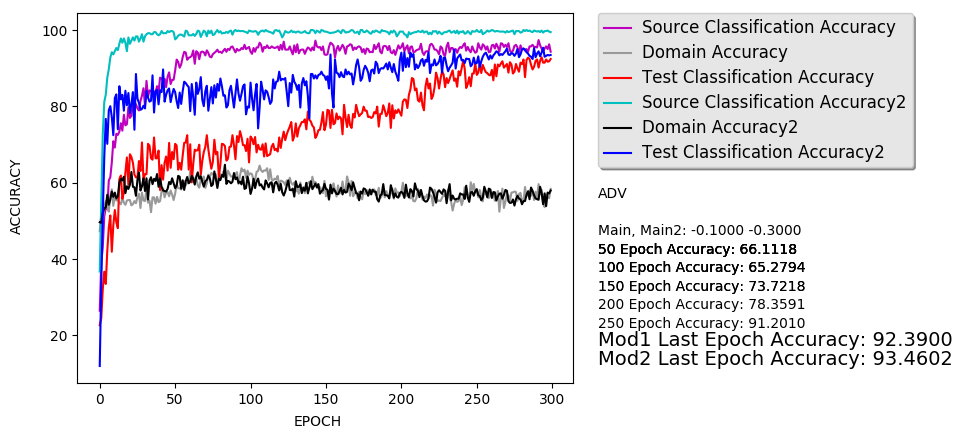 100
80
60
40
20
ACCURACY
0
50
100
150
200
250
300
EPOCH
Source Classification Accuracy
Domain Accuracy
Test Classification Accuracy
Source Classification Accuracy2
Domain Accuracy2
Test Classification Accuracy2
ADV
Main, Main2: -0.1000 -0.3000
50 Epoch Accuracy: 66.1118
100 Epoch Accuracy: 65.2794
150 Epoch Accuracy: 73.7218
200 Epoch Accuracy: 78.3591
250 Epoch Accuracy: 91.2010
Mod1 Last Epoch Accuracy: 92.3900
Mod2 Last Epoch Accuracy: 93.4602